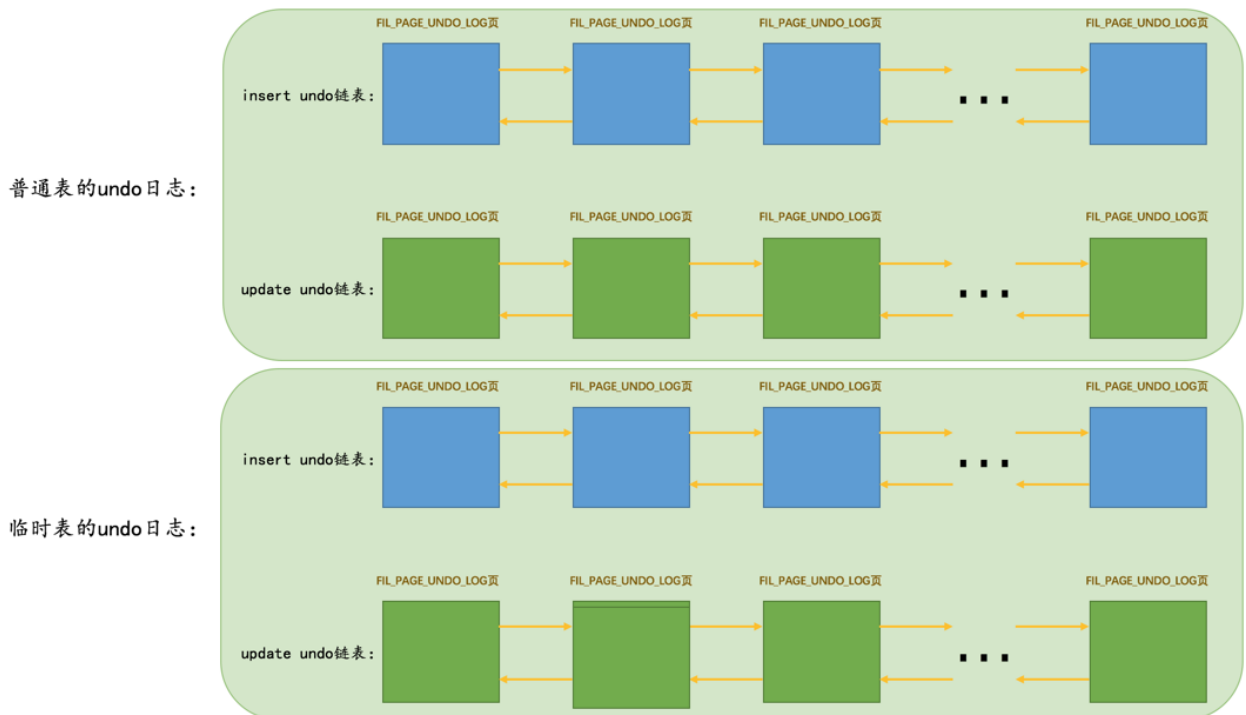 FIL_PAGE_UNDO_LOG页 FIL_PAGE_UNDO_LOG页 FIL_PAGE_UNDO_LOG页 FIL_PAGE_UNDO_LOG页
insert undo链表：
...
普通表的undo日志：
FIL_PAGE_UNDO_LOG页 FIL_PAGE_UNDO_LOG页 FIL_PAGE_UNDO_LOG页 FIL_PAGE_UNDO_LOG页
update undo链表：
...
FIL_PAGE_UNDO_LOG页 FIL_PAGE_UNDO_LOG页 FIL_PAGE_UNDO_LOG页 FIL_PAGE_UNDO_LOG页
insert undo链表：
...
临时表的undo日志：
FIL_PAGE_UNDO_LOG页 FIL_PAGE_UNDO_LOG页 FIL_PAGE_UNDO_LOG页 FIL_PAGE_UNDO_LOG页
update undo链表：
...